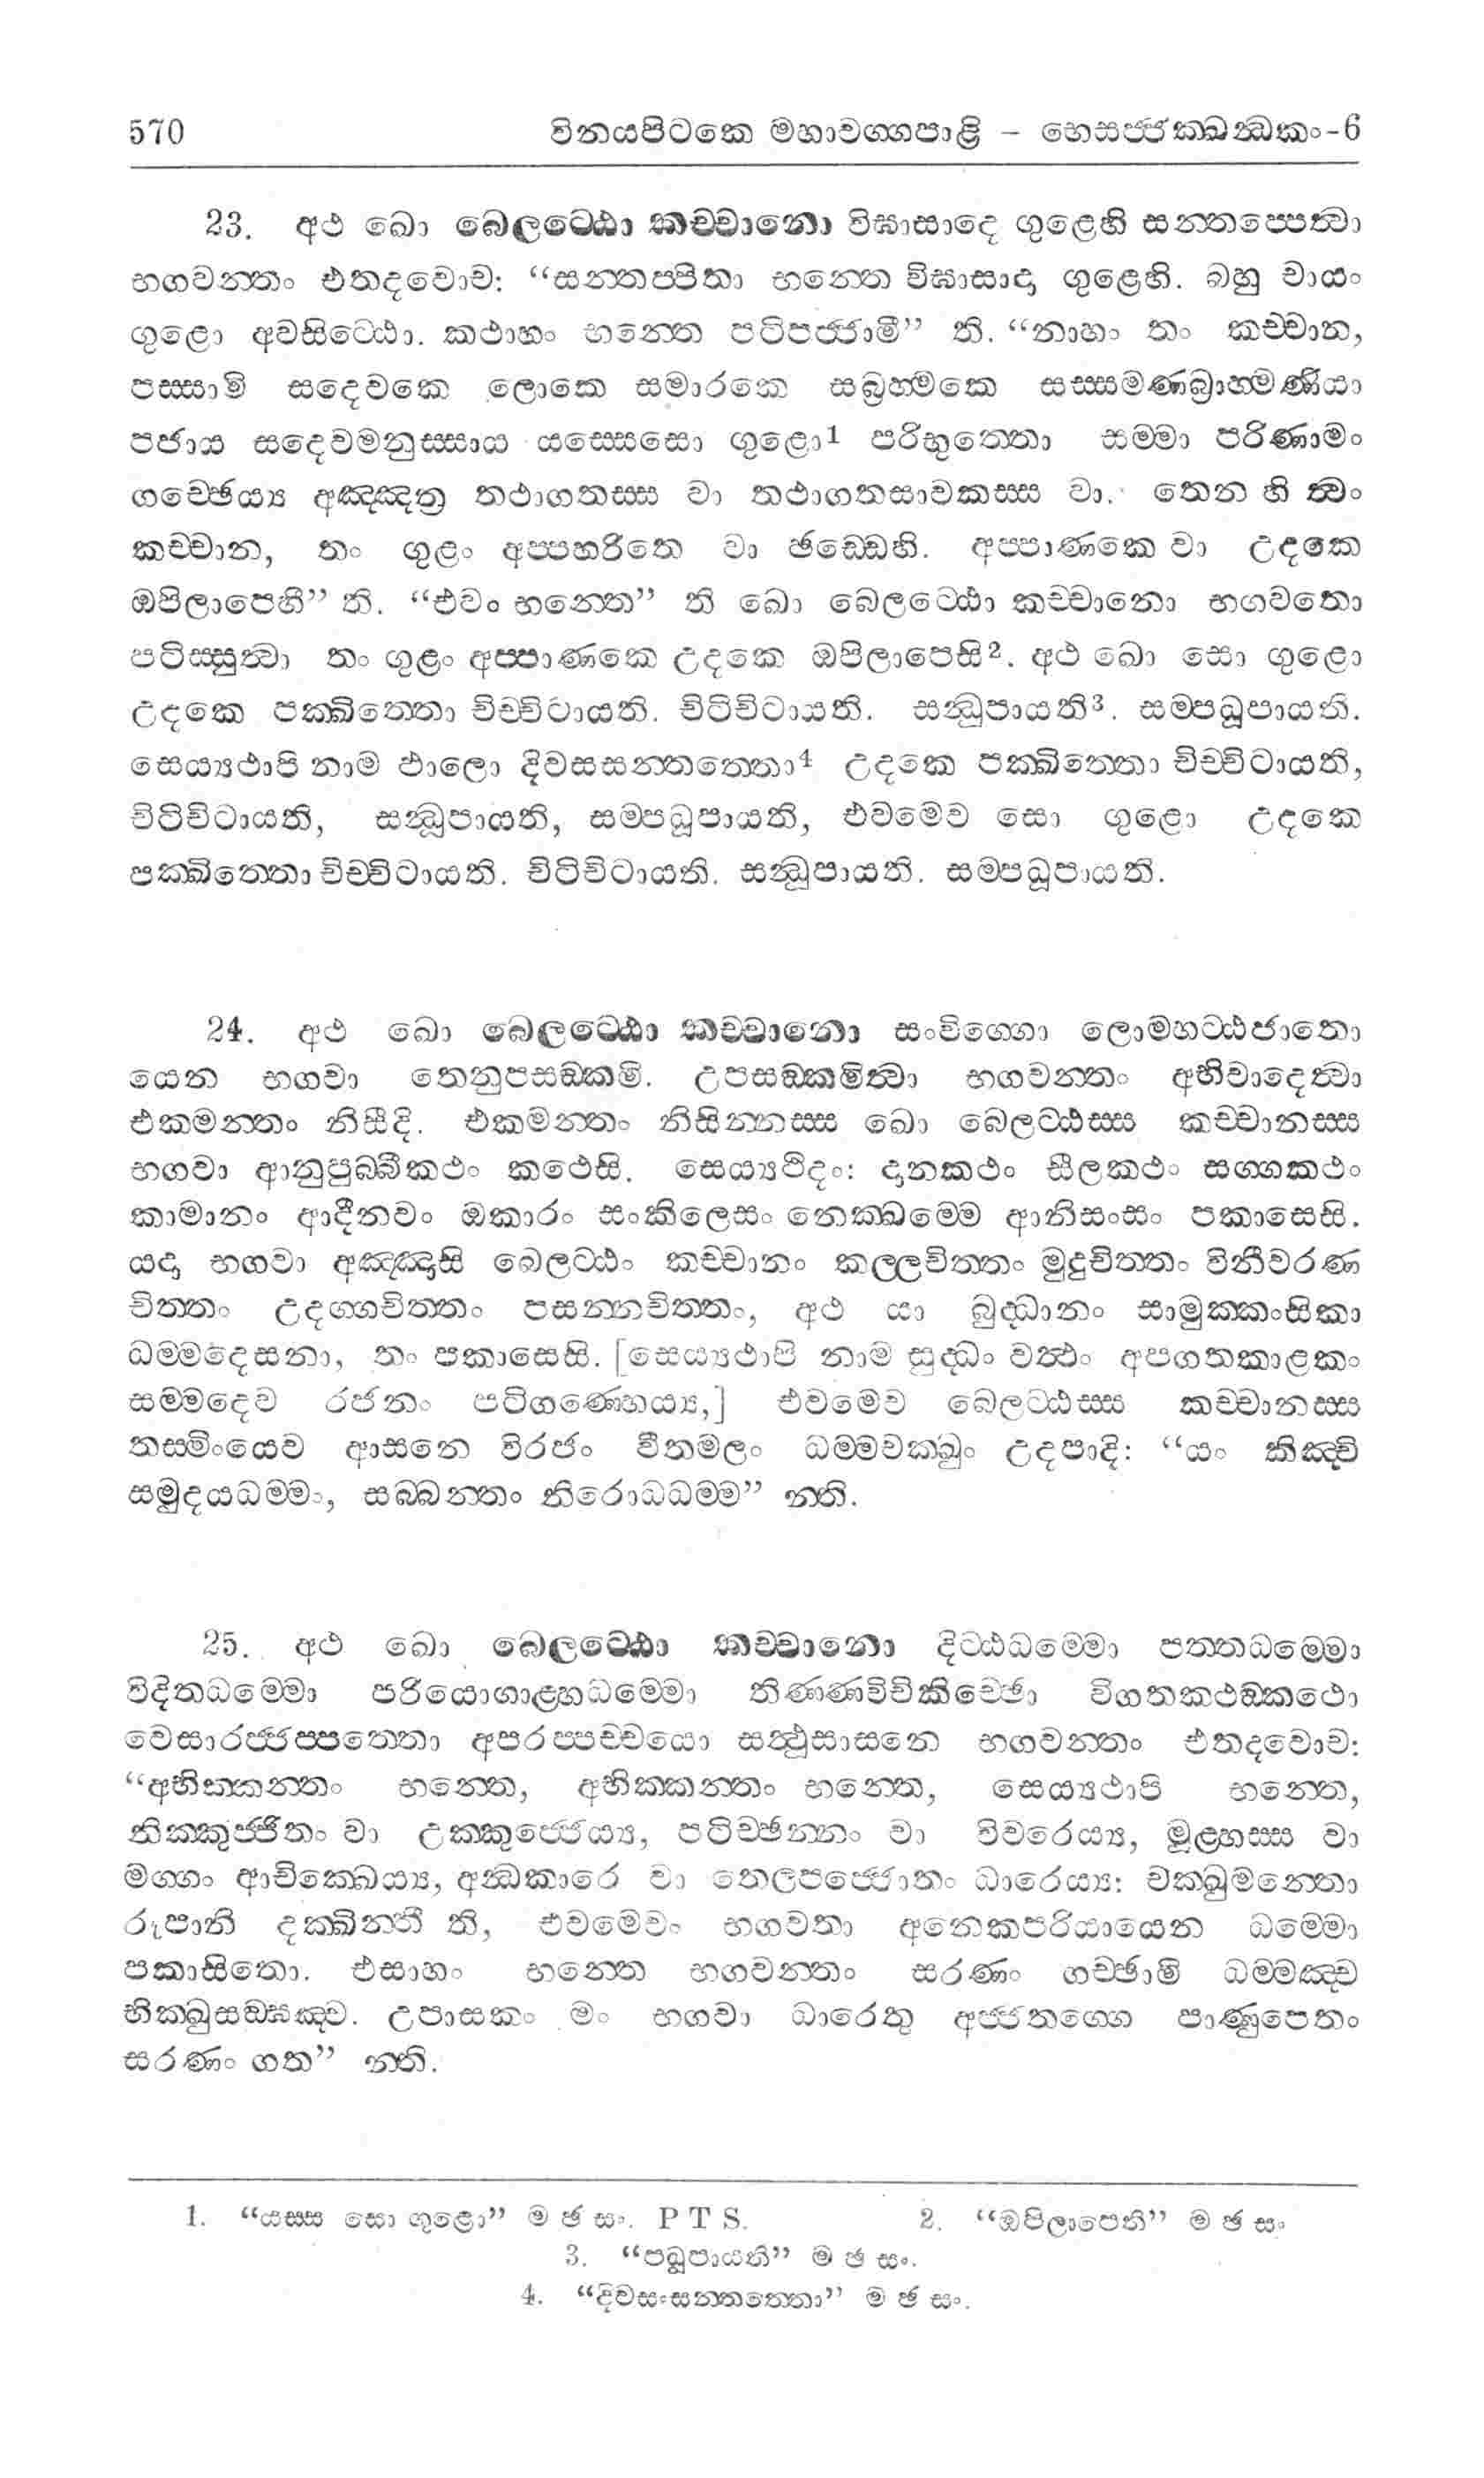 570 විනයපිටකෙ මහාවග්ගපාළි – භෙසජ්ජක්ඛන්ධකං-6
23. අථ ඛො බෙලට්ඨො කච්චානො විඝාසාදෙ ගුළෙහි සන්තප්පෙත්වා
භගවන්තං එතදවොච: “සන්තප්පිතා භන්තෙ විඝාසාදා ගුළෙහි. බහු චායං
ගුළො අවසිට්ඨො. කථාහං භන්තෙ පටිපජ්ජාමී” ති. “නාහං තං කච්චාන,
පස්සාමි සදෙවකෙ ලොකෙ සමාරකෙ සබ්‍රහ්මකෙ සස්සමණබ්‍රාහ්මණියා
පජාය සදෙවමනුස්සාය යස්සෙසො ගුළො1 පරිභුත්තො සම්මා පරිණාමං
ගච්ඡෙය්‍ය අඤ්ඤත්‍ර තථාගතස්ස වා තථාගතසාවකස්ස වා. තෙන හි ත්වං
කච්චාන, තං ගුළං අප්පහරිතෙ වා ඡඩ්ඩෙහි. අප්පාණකෙ වා උදකෙ
ඔපිලාපෙහී” ති. “එවං භන්තෙ” ති ඛො බෙලට්ඨො කච්චානො භගවතො
පටිස්සුත්වා තං ගුළං අප්පාණකෙ උදකෙ ඔපිලාපෙසි2. අථ ඛො සො ගුළො
උදකෙ පක්ඛිත්තො චිච්චිටායති. චිටිචිටායති. සන්ධූපායති3. සම්පධූපායති.
සෙය්‍යථාපි නාම ඵාලො දිවසසන්තත්තො4 උදකෙ පක්ඛිත්තො චිච්චිටායති,
චිටිචිටායති, සන්ධූපායති, සම්පධූපායති, එවමෙව සො ගුළො උදකෙ
පක්ඛිත්තො චිච්චිටායති. චිටිචිටායති. සන්ධූපායති. සම්පධූපායති.
24. අථ ඛො බෙලට්ඨො කච්චානො සංවිග්ගො ලොමහට්ඨජාතො
යෙන භගවා තෙනුපසඞ්කමි. උපසඞ්කමිත්වා භගවන්තං අභිවාදෙත්වා
එකමන්තං නිසීදි. එකමන්තං නිසින්නස්ස ඛො බෙලට්ඨස්ස කච්චානස්ස
භගවා ආනුපුබ්බීකථං කථෙසි. සෙය්‍යථිදං: දානකථං සීලකථං සග්ගකථං
කාමානං ආදීනවං ඔකාරං සංකිලෙසං නෙක්ඛම්මෙ ආනිසංසං පකාසෙසි.
යදා භගවා අඤ්ඤාසි බෙලට්ඨං කච්චානං කල්ලචිත්තං මුදුචිත්තං විනීවරණ
චිත්තං උදග්ගචිත්තං පසන්නචිත්තං, අථ යා බුද්ධානං සාමුක්කංසිකා
ධම්මදෙසනා, තං පකාසෙසි. [සෙය්‍යථාපි නාම සුද්ධං වත්ථං අපගතකාළකං
සම්මදෙව රජනං පටිගණ්හෙය්‍ය,] එවමෙව බෙලට්ඨස්ස කච්චානස්ස
තස්මිංයෙව ආසනෙ විරජං වීතමලං ධම්මචක්ඛුං උදපාදි: “යං කිඤ්චි
සමුදයධම්මං, සබ්බන්තං නිරොධධම්ම” න්ති.
25. අථ ඛො බෙලට්ඨො කච්චානො දිට්ඨධම්මො පත්තධම්මො
විදිතධම්මො පරියොගාළ්හධම්මො තිණ්ණවිචිකිච්ඡො විගතකථඞ්කථො
වෙසාරජ්ජප්පත්තො අපරප්පච්චයො සත්ථුසාසනෙ භගවන්තං එතදවොච:
“අභික්කන්තං භන්තෙ, අභික්කන්තං භන්තෙ, සෙය්‍යථාපි භන්තෙ,
නික්කුජ්ජිතං වා උක්කුජ්ජෙය්‍ය, පටිච්ඡන්නං වා විවරෙය්‍ය, මූළ්හස්ස වා
මග්ගං ආචික්ඛෙය්‍ය, අන්ධකාරෙ වා තෙලපජ්ජොතං ධාරෙය්‍ය: චක්ඛුමන්තො
රූපානි දක්ඛින්තී ති, එවමෙවං භගවතා අනෙකපරියායෙන ධම්මො
පකාසිතො. එසාහං භන්තෙ භගවන්තං සරණං ගච්ඡාමි ධම්මඤ්ච
භික්ඛුසඞ්ඝඤ්ච. උපාසකං මං භගවා ධාරෙතු අජ්ජතග්ගෙ පාණුපෙතං
සරණං ගත” න්ති.
1. “යස්ස සො ගුළො” ම ඡ සං. P T S. 2. “ඔපිලාපෙති” ම ඡ සං
3. “පධූපායති” ම ඡ සං.
4. “දිවසංසන්තත්තො” ම ඡ සං.